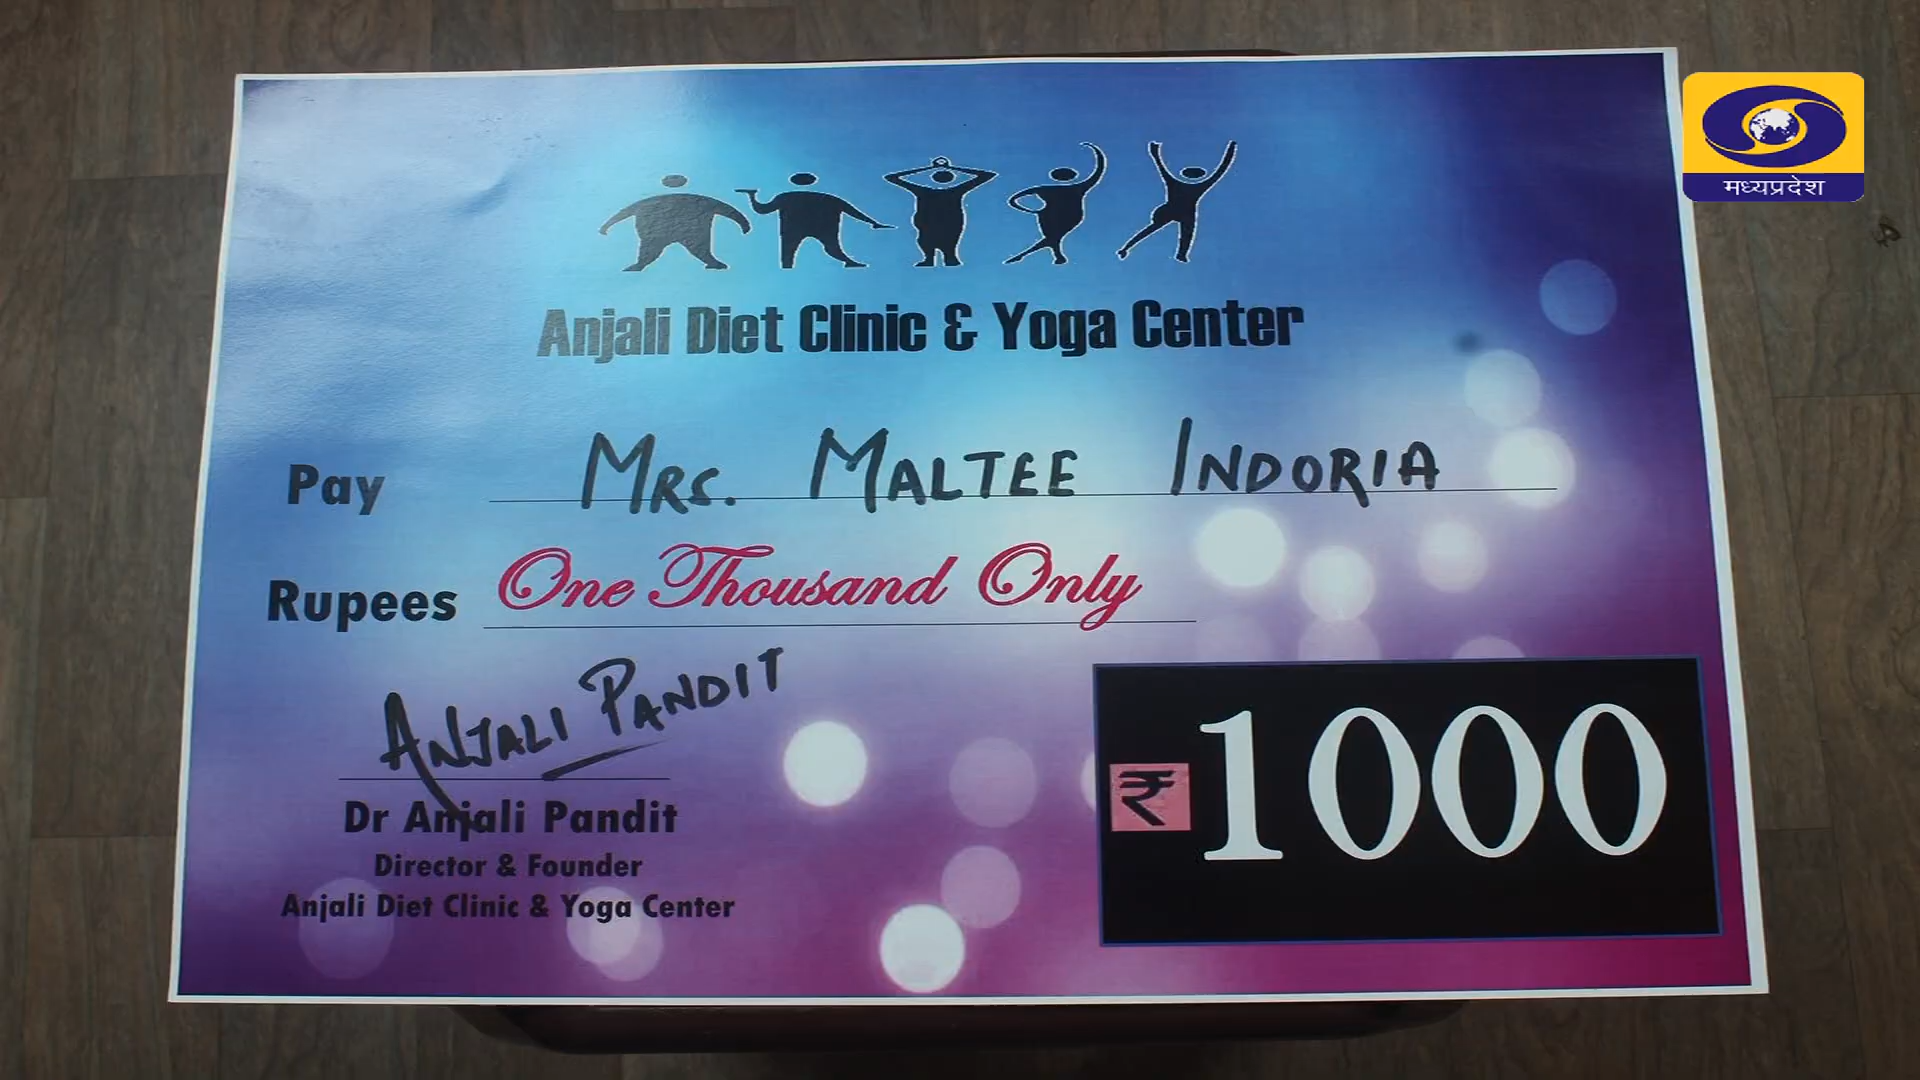 मध्यप्रदेश
Anjali Diet Clinic & Yoga Center
Pay MRS. MALTEE INDORIA
Rupees One Thousand Only
ANJALI PANDIT
Dr Anjali Pandit
Director & Founder
Anjali Diet Clinic & Yoga Center
₹1000